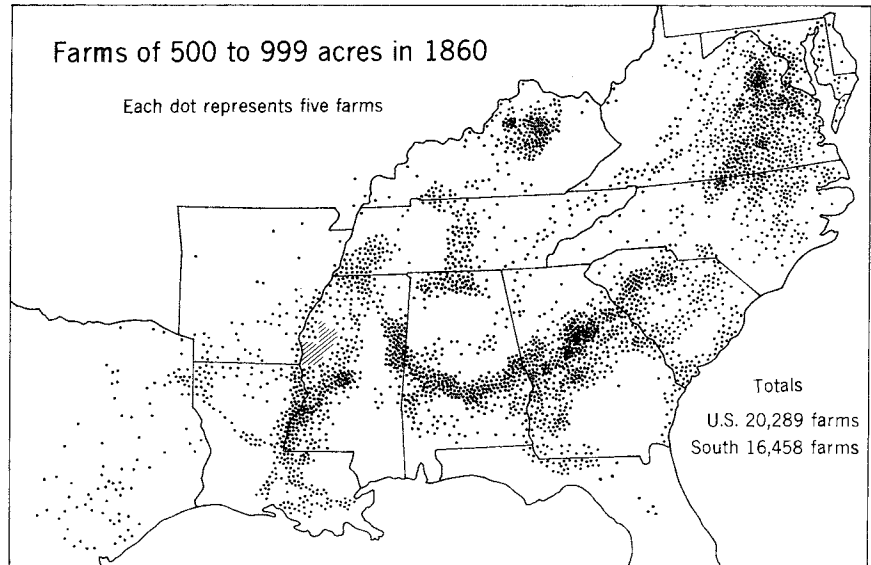 Farms of 500 to 999 acres in 1860
Each dot represents five farms
Totals
U.S. 20,289 farms
South 16,458 farms